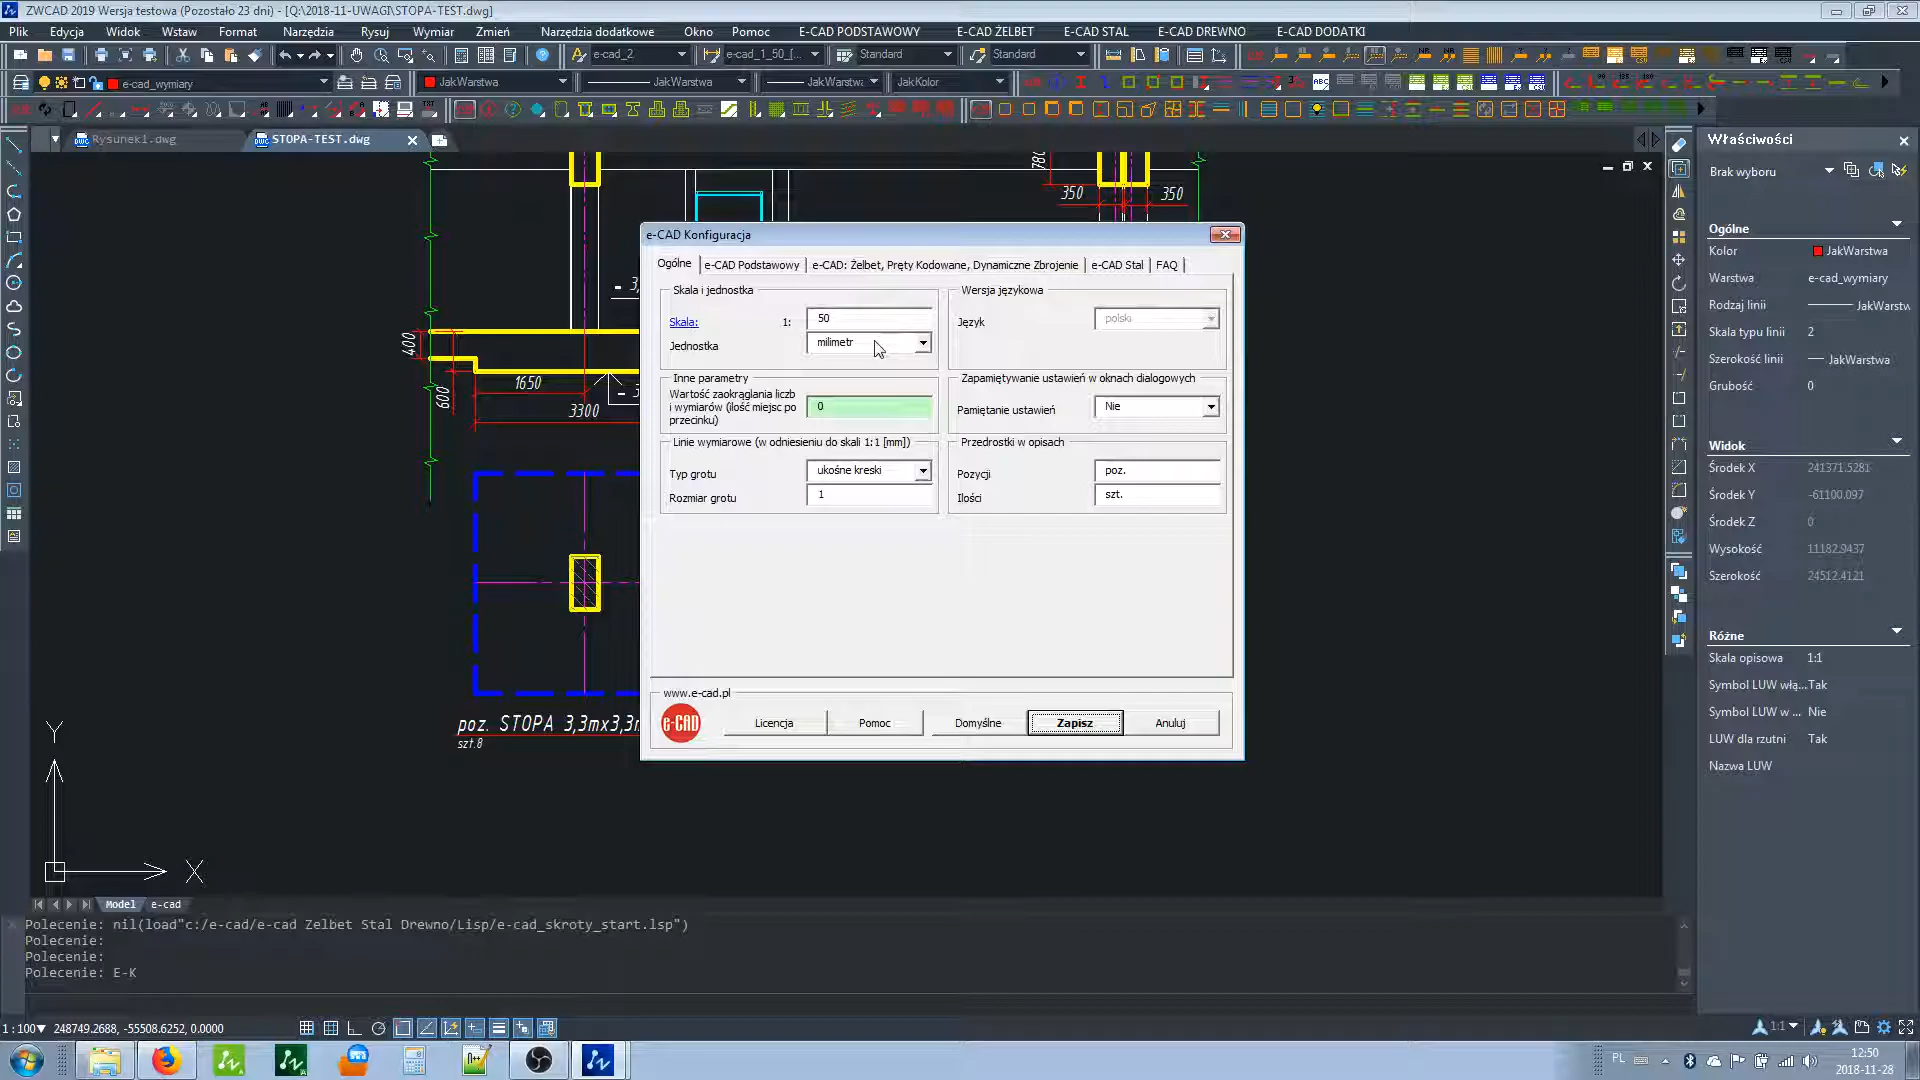 ZWCAD 2019 Wersja testowa (Pozostało 23 dni) - [Q:\2018-11-UWAGI\STOPA-TEST.dwg]
Plik Edycja Widok Wstaw Format Narzędzia Rysuj Wymiar Zmień Narzędzia dodatkowe Okno Pomoc E-CAD PODSTAWOWY E-CAD ŻELBET E-CAD STAL E-CAD DREWNO E-CAD DODATKI
e-cad_2 e-cad_1_50_[... Standard Standard
e-cad_wymiary JakWarstwa JakWarstwa JakWarstwa JakKolor
Rysunek1.dwg STOPA-TEST.dwg
780
350 350
400
600
1650
3300
poz. STOPA 3,3mx3,3m
szt.8
Y
X
e-CAD Konfiguracja
Ogólne e-CAD Podstawowy e-CAD: Żelbet, Pręty Kodowane, Dynamiczne Zbrojenie e-CAD Stal FAQ
Skala i jednostka
Skala: 1: 50
Jednostka milimetr
Wersja językowa
Język polski
Inne parametry
Wartość zaokrąglania liczb
i wymiarów (ilość miejsc po
przecinku)
0
Zapamiętywanie ustawień w oknach dialogowych
Pamiętanie ustawień Nie
Linie wymiarowe (w odniesieniu do skali 1:1 [mm])
Typ grotu ukośne kreski
Rozmiar grotu 1
Przedrostki w opisach
Pozycji poz.
Ilości szt.
www.e-cad.pl
e-CAD
Licencja Pomoc Domyślne Zapisz Anuluj
Właściwości
Brak wyboru
Ogólne
Kolor JakWarstwa
Warstwa e-cad_wymiary
Rodzaj linii JakWarstw
Skala typu linii 2
Szerokość linii JakWarstwa
Grubość 0
Widok
Środek X 241371.5281
Środek Y -61100.097
Środek Z 0
Wysokość 11182.9437
Szerokość 24512.4121
Różne
Skala opisowa 1:1
Symbol LUW włą... Tak
Symbol LUW w ... Nie
LUW dla rzutni Tak
Nazwa LUW
Model e-cad
Polecenie: nil(load"c:/e-cad/e-cad Zelbet Stal Drewno/Lisp/e-cad_skroty_start.lsp")
Polecenie:
Polecenie:
Polecenie: E-K
1:100 248749.2688, -55508.6252, 0.0000
1:1
PL
12:50
2018-11-28